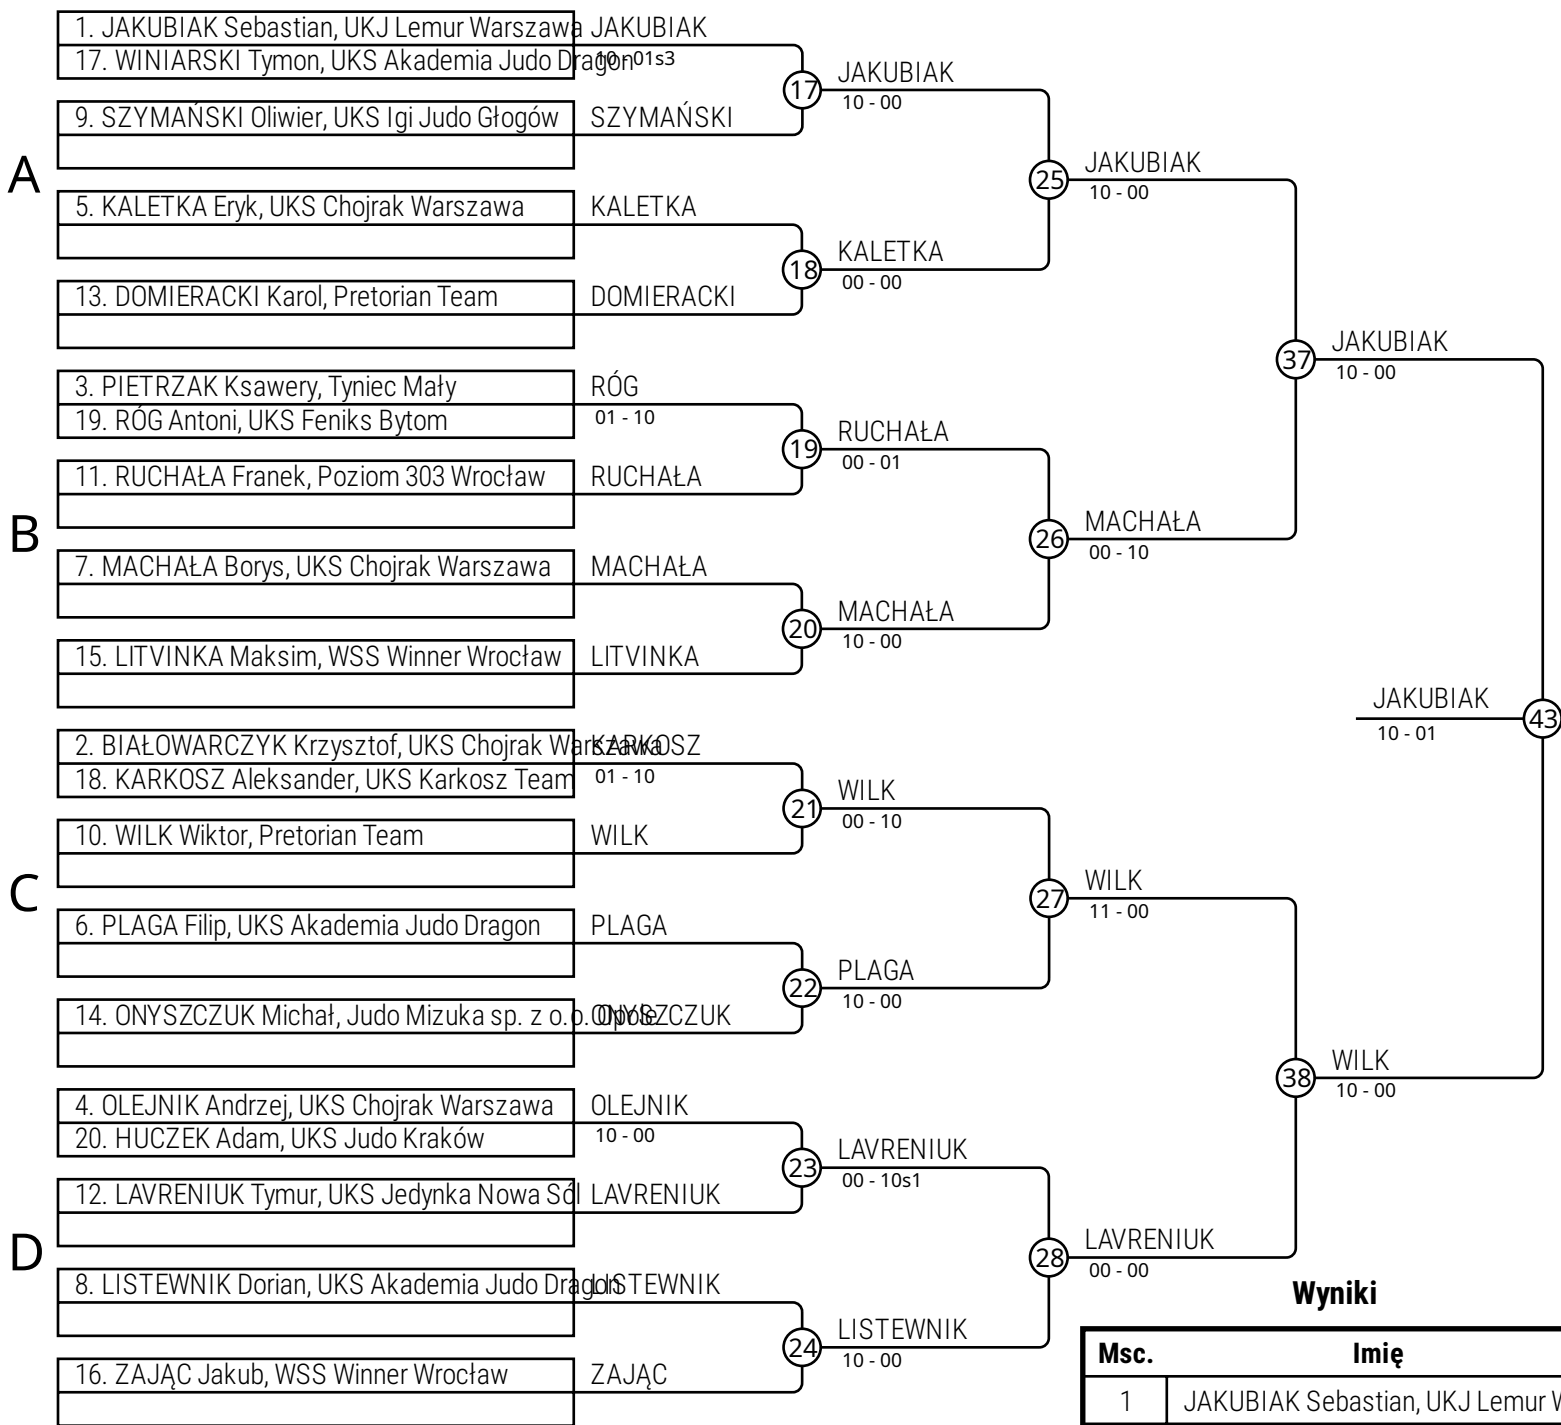 1. JAKUBIAK Sebastian, UKJ Lemur Warszawa JAKUBIAK
17. WINIARSKI Tymon, UKS Akademia Judo Dragon 10 - 01s3
JAKUBIAK
17
10 - 00
9. SZYMAŃSKI Oliwier, UKS Igi Judo Głogów SZYMAŃSKI
A
JAKUBIAK
25
10 - 00
5. KALETKA Eryk, UKS Chojrak Warszawa KALETKA
KALETKA
18
00 - 00
13. DOMIERACKI Karol, Pretorian Team DOMIERACKI
JAKUBIAK
37
10 - 00
3. PIETRZAK Ksawery, Tyniec Mały RÓG
19. RÓG Antoni, UKS Feniks Bytom 01 - 10
RUCHAŁA
19
00 - 01
11. RUCHAŁA Franek, Poziom 303 Wrocław RUCHAŁA
B
MACHAŁA
26
00 - 10
7. MACHAŁA Borys, UKS Chojrak Warszawa MACHAŁA
MACHAŁA
20
10 - 00
15. LITVINKA Maksim, WSS Winner Wrocław LITVINKA
JAKUBIAK
43
10 - 01
2. BIAŁOWARCZYK Krzysztof, UKS Chojrak Warszawa KARKOSZ
18. KARKOSZ Aleksander, UKS Karkosz Team 01 - 10
WILK
21
00 - 10
10. WILK Wiktor, Pretorian Team WILK
C
WILK
27
11 - 00
6. PLAGA Filip, UKS Akademia Judo Dragon PLAGA
PLAGA
22
10 - 00
14. ONYSZCZUK Michał, Judo Mizuka sp. z o.o. Opole ONYSZCZUK
WILK
38
10 - 00
4. OLEJNIK Andrzej, UKS Chojrak Warszawa OLEJNIK
20. HUCZEK Adam, UKS Judo Kraków 10 - 00
LAVRENIUK
23
00 - 10s1
12. LAVRENIUK Tymur, UKS Jedynka Nowa Sól LAVRENIUK
D
LAVRENIUK
28
00 - 00
8. LISTEWNIK Dorian, UKS Akademia Judo Dragon LISTEWNIK
LISTEWNIK
24
10 - 00
16. ZAJĄC Jakub, WSS Winner Wrocław ZAJĄC
Wyniki
Msc. Imię
1 JAKUBIAK Sebastian, UKJ Lemur